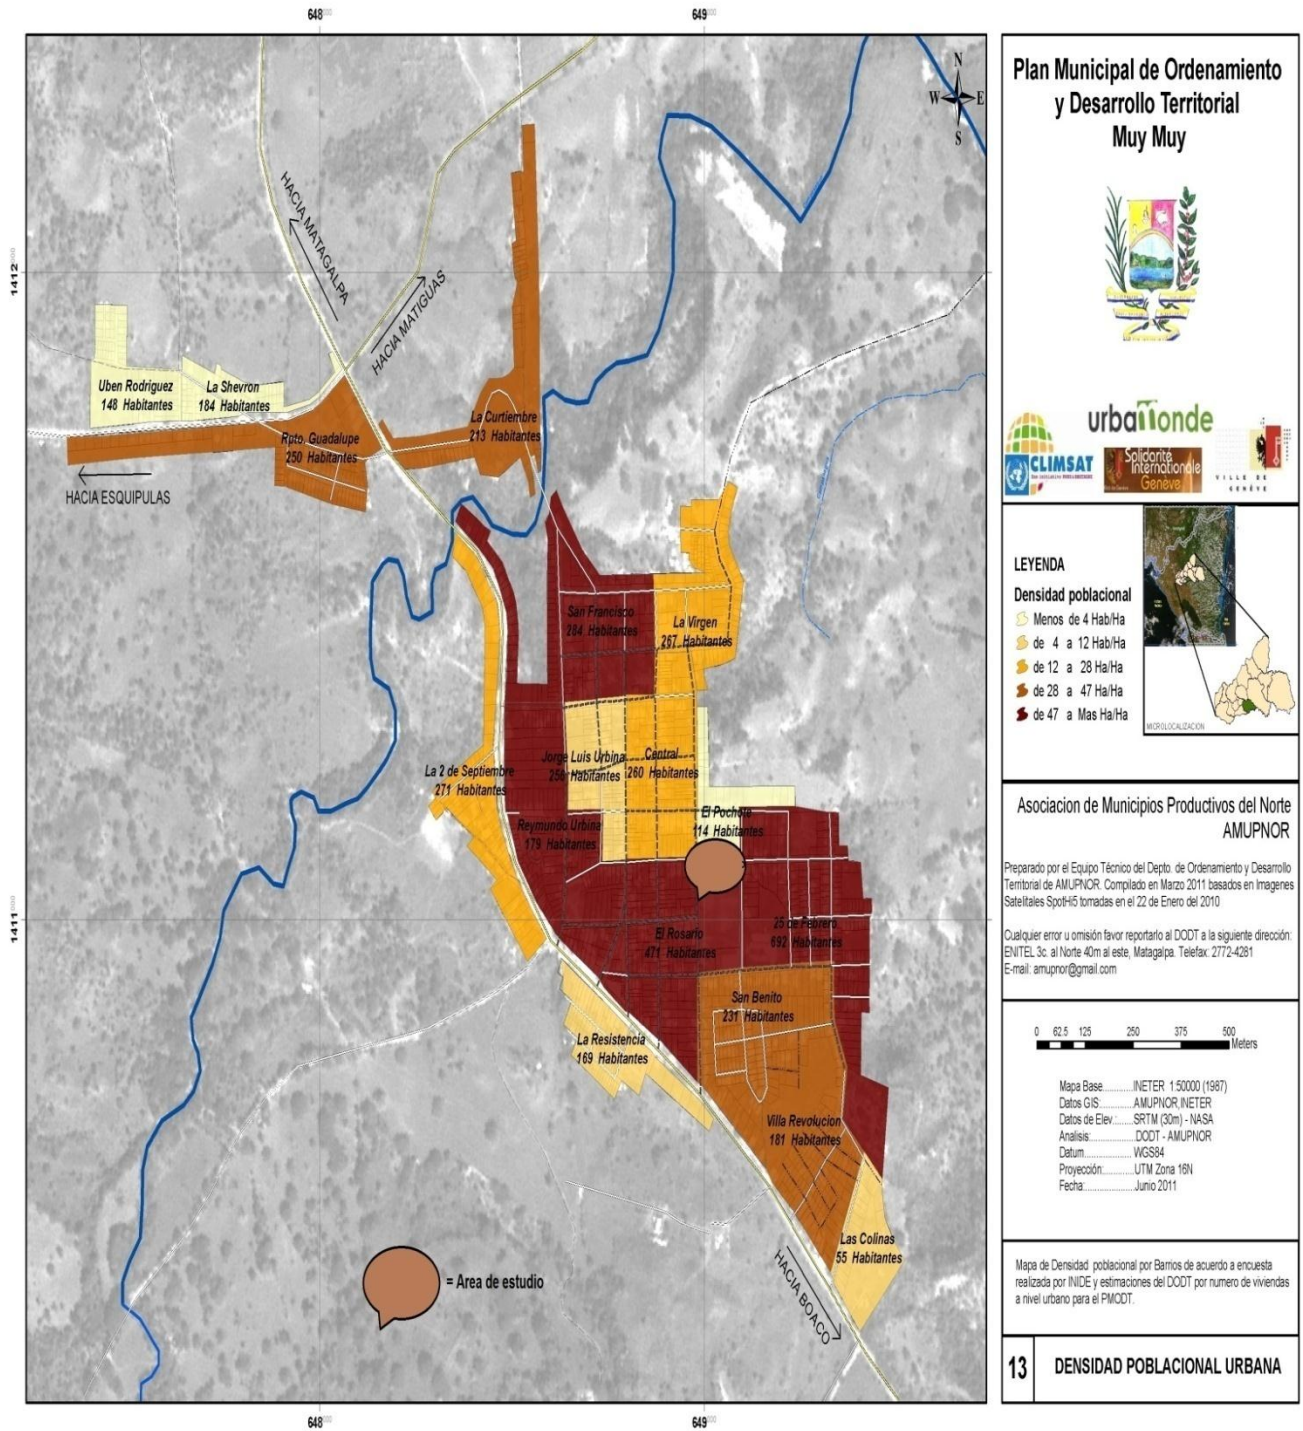 648
649
1412
1411
648
649
N
W E
S
HACIA MATAGALPA
HACIA MATIGUAS
Uben Rodriguez
148 Habitantes
La Shevron
184 Habitantes
Rpto. Guadalupe
250 Habitantes
La Curtiembre
213 Habitantes
HACIA ESQUIPULAS
San Francisco
284 Habitantes
La Virgen
267 Habitantes
La 2 de Septiembre
271 Habitantes
Jorge Luis Urbina
Habitantes
Central
260 Habitantes
Reymundo Urbina
179 Habitantes
El Pochote
114 Habitantes
El Rosario
471 Habitantes
25 de Febrero
692 Habitantes
San Benito
231 Habitantes
La Resistencia
169 Habitantes
Villa Revolucion
181 Habitantes
Las Colinas
55 Habitantes
HACIA BOACO
= Area de estudio
Plan Municipal de Ordenamiento
y Desarrollo Territorial
Muy Muy
urbamonde
CLIMSAT
Solidarité
Internationale
Genève
VILLE DE
GENÈVE
LEYENDA
Densidad poblacional
Menos de 4 Hab/Ha
de 4 a 12 Hab/Ha
de 12 a 28 Ha/Ha
de 28 a 47 Ha/Ha
de 47 a Mas Ha/Ha
MICROLOCALIZACION
Asociacion de Municipios Productivos del Norte
AMUPNOR
Preparado por el Equipo Técnico del Depto. de Ordenamiento y Desarrollo
Territorial de AMUPNOR. Compilado en Marzo 2011 basados en Imagenes
Satelitales SpotHi5 tomadas en el 22 de Enero del 2010
Cualquier error u omisión favor reportarlo al DODT a la siguiente dirección:
ENITEL 3c. al Norte 40m al este, Matagalpa. Telefax: 2772-4281
E-mail: amupnor@gmail.com
0 62.5 125 250 375 500
Meters
Mapa Base..........INETER 1:50000 (1987)
Datos GIS:...........AMUPNOR,INETER
Datos de Elev.:......SRTM (30m) - NASA
Analisis:...............DODT - AMUPNOR
Datum................. WGS84
Proyección:..........UTM Zona 16N
Fecha:.................Junio 2011
Mapa de Densidad poblacional por Barrios de acuerdo a encuesta
realizada por INIDE y estimaciones del DODT por numero de viviendas
a nivel urbano para el PMODT.
13 DENSIDAD POBLACIONAL URBANA